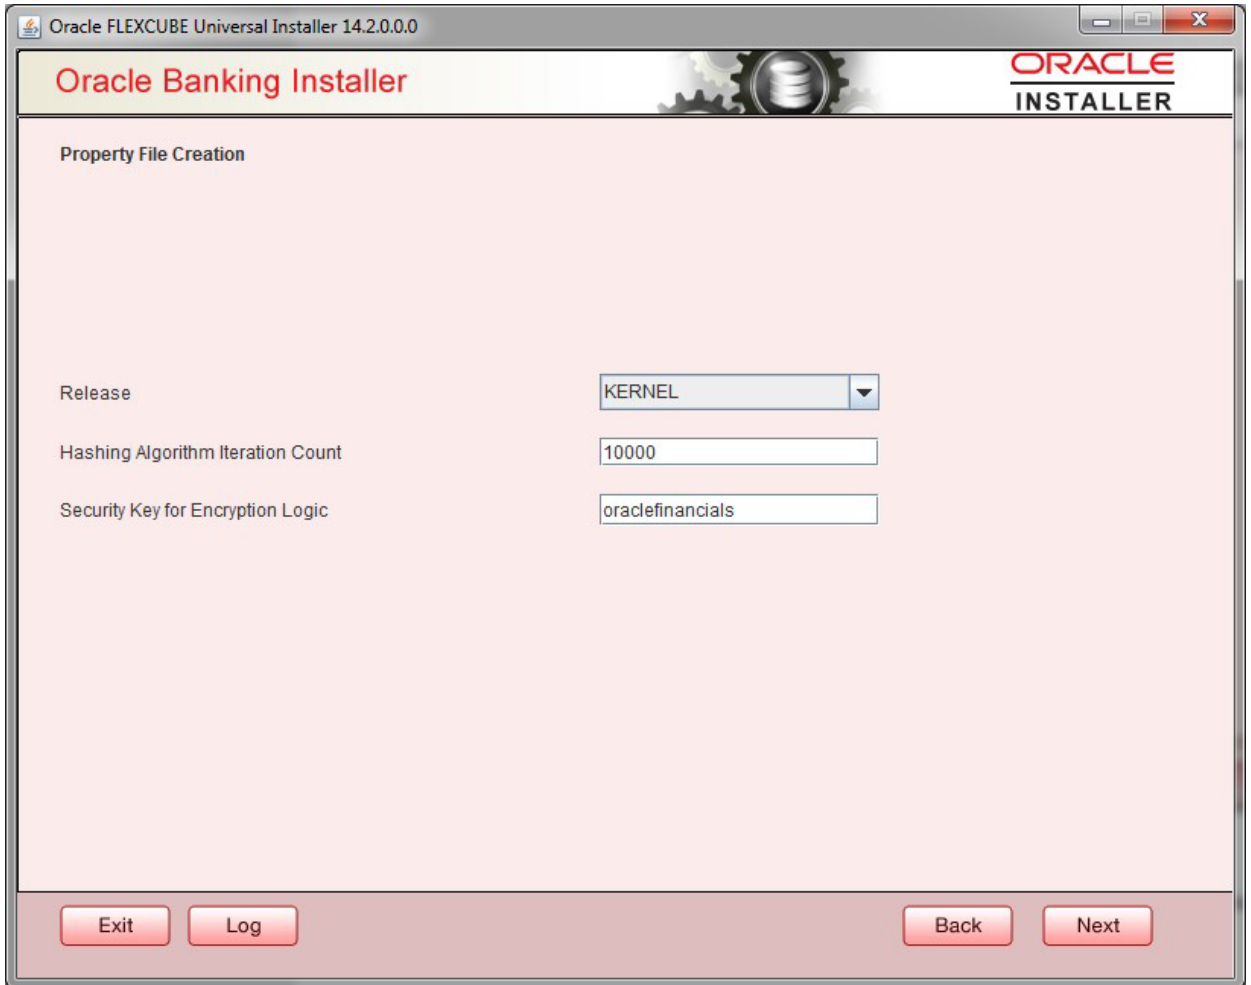 Oracle FLEXCUBE Universal Installer 14.2.0.0.0
Oracle Banking Installer
ORACLE
INSTALLER
Property File Creation
Release KERNEL
Hashing Algorithm Iteration Count 10000
Security Key for Encryption Logic oraclefinancials
Exit Log Back Next